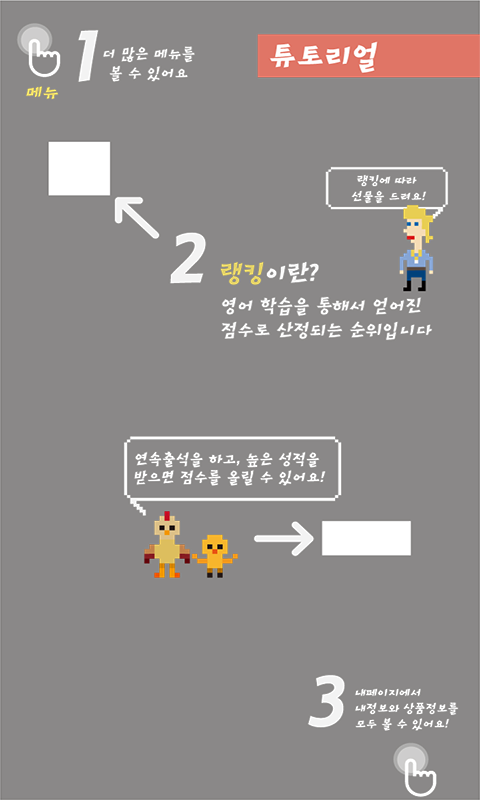 튜토리얼
1
더 많은 메뉴를
볼 수 있어요
메뉴
랭킹에 따라
선물을 드려요!
2
랭킹이란?
영어 학습을 통해서 얻어진
점수로 산정되는 순위입니다
연속출석을 하고, 높은 성적을
받으면 점수를 올릴 수 있어요!
3
내페이지에서
내정보와 상품정보를
모두 볼 수 있어요!